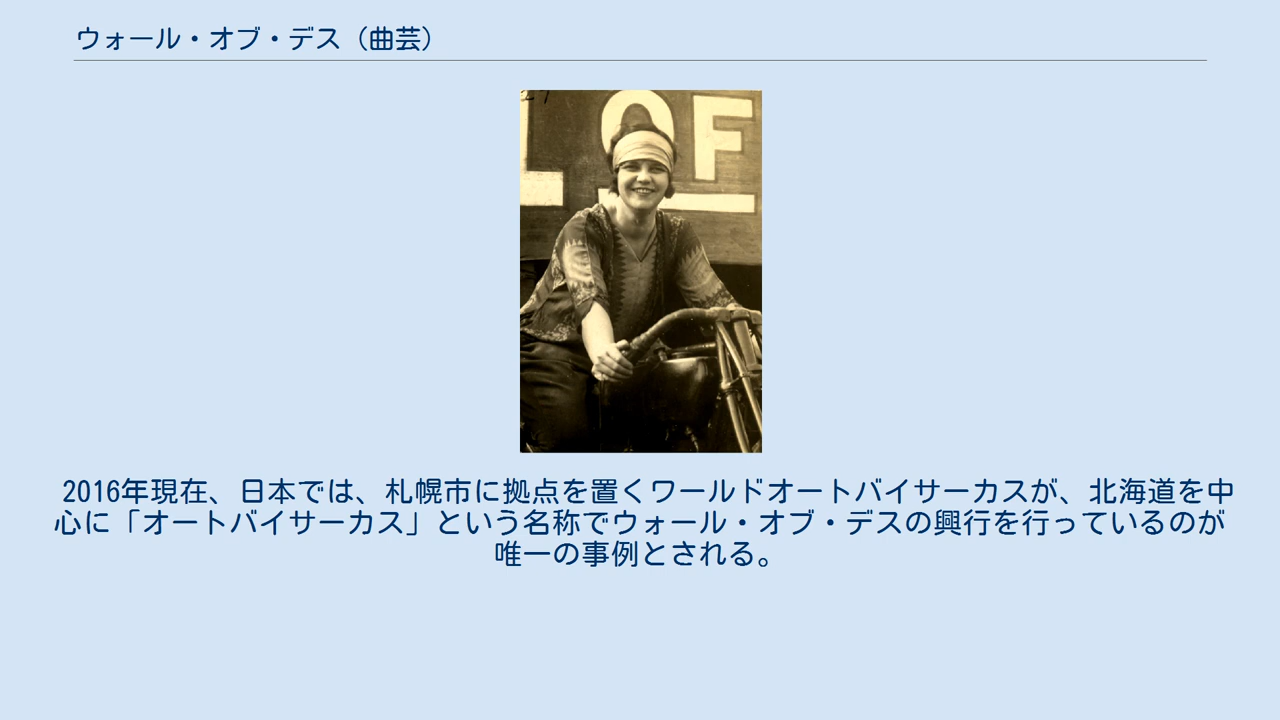 ウォール・オブ・デス（曲芸）
L OF
2016年現在、日本では、札幌市に拠点を置くワールドオートバイサーカスが、北海道を中
心に「オートバイサーカス」という名称でウォール・オブ・デスの興行を行っているのが
唯一の事例とされる。